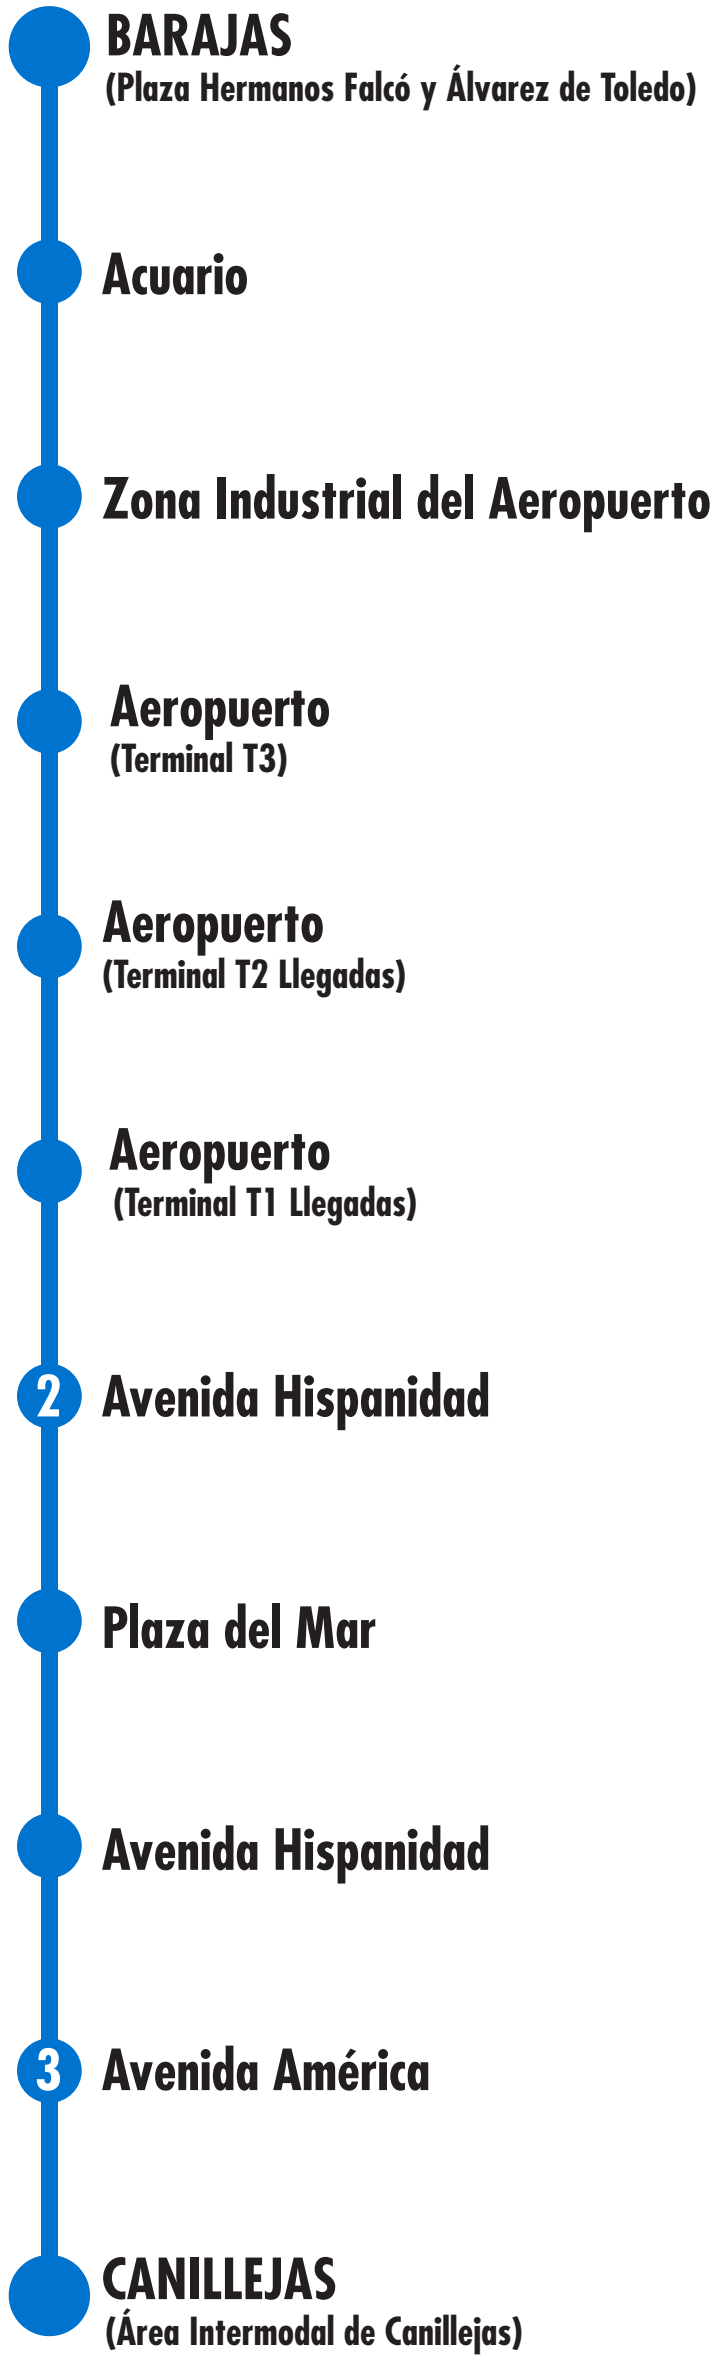 BARAJAS
(Plaza Hermanos Falcó y Álvarez de Toledo)
Acuario
Zona Industrial del Aeropuerto
Aeropuerto
(Terminal T3)
Aeropuerto
(Terminal T2 Llegadas)
Aeropuerto
(Terminal T1 Llegadas)
2 Avenida Hispanidad
Plaza del Mar
Avenida Hispanidad
3 Avenida América
CANILLEJAS
(Área Intermodal de Canillejas)